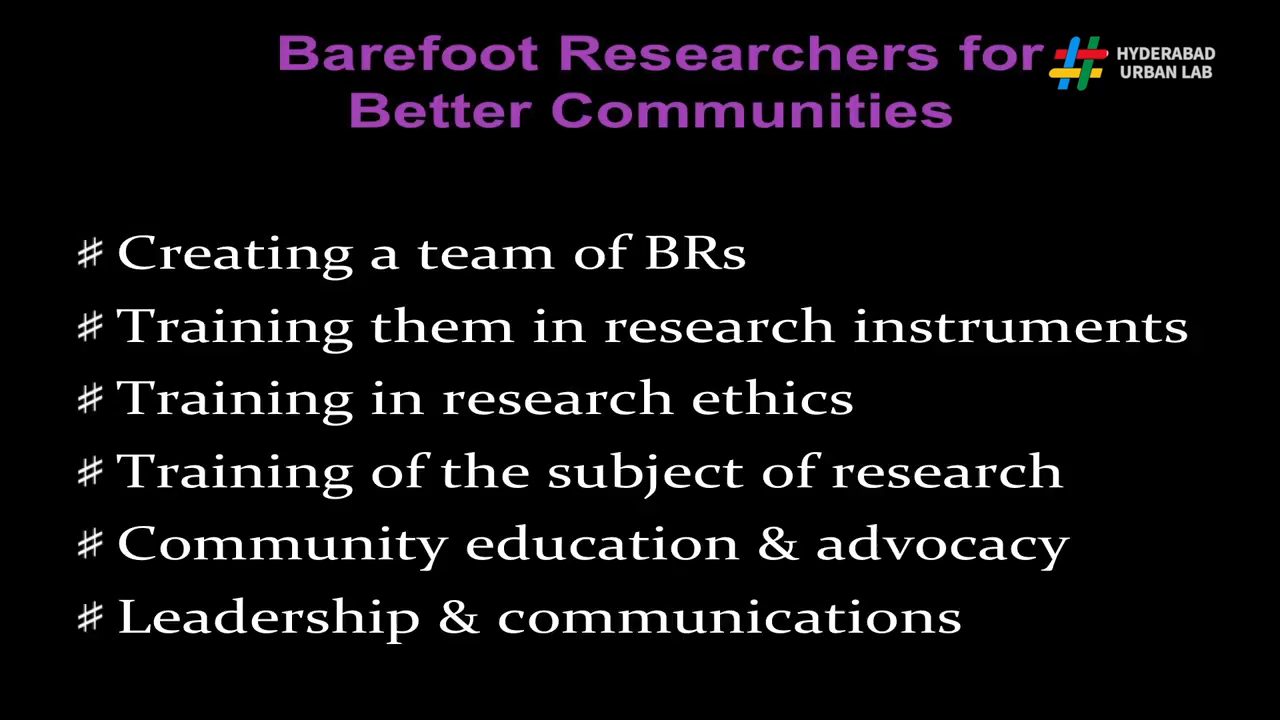 Barefoot Researchers for
Better Communities
HYDERABAD
URBAN LAB
# Creating a team of BRs
# Training them in research instruments
# Training in research ethics
# Training of the subject of research
# Community education & advocacy
# Leadership & communications